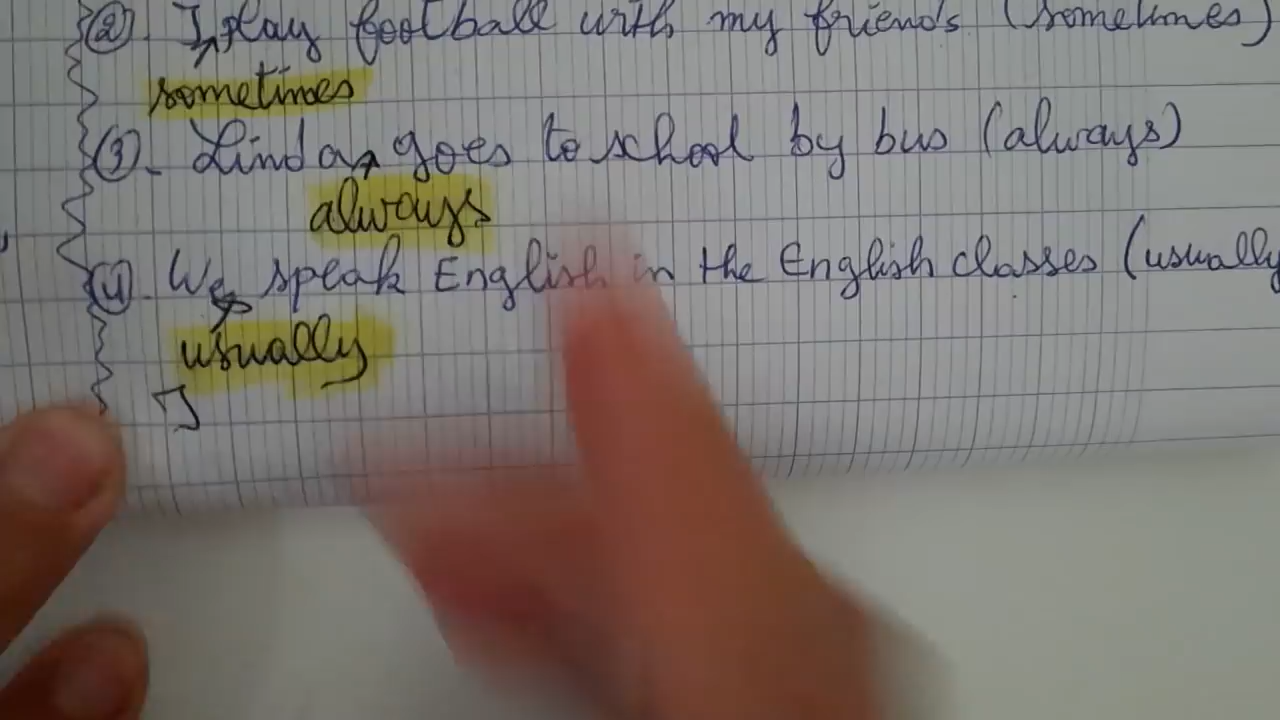 ② I play football with my friends (sometimes)
sometimes
③ Linda goes to school by bus (always)
always
④ We speak English in the English classes (usually
usually